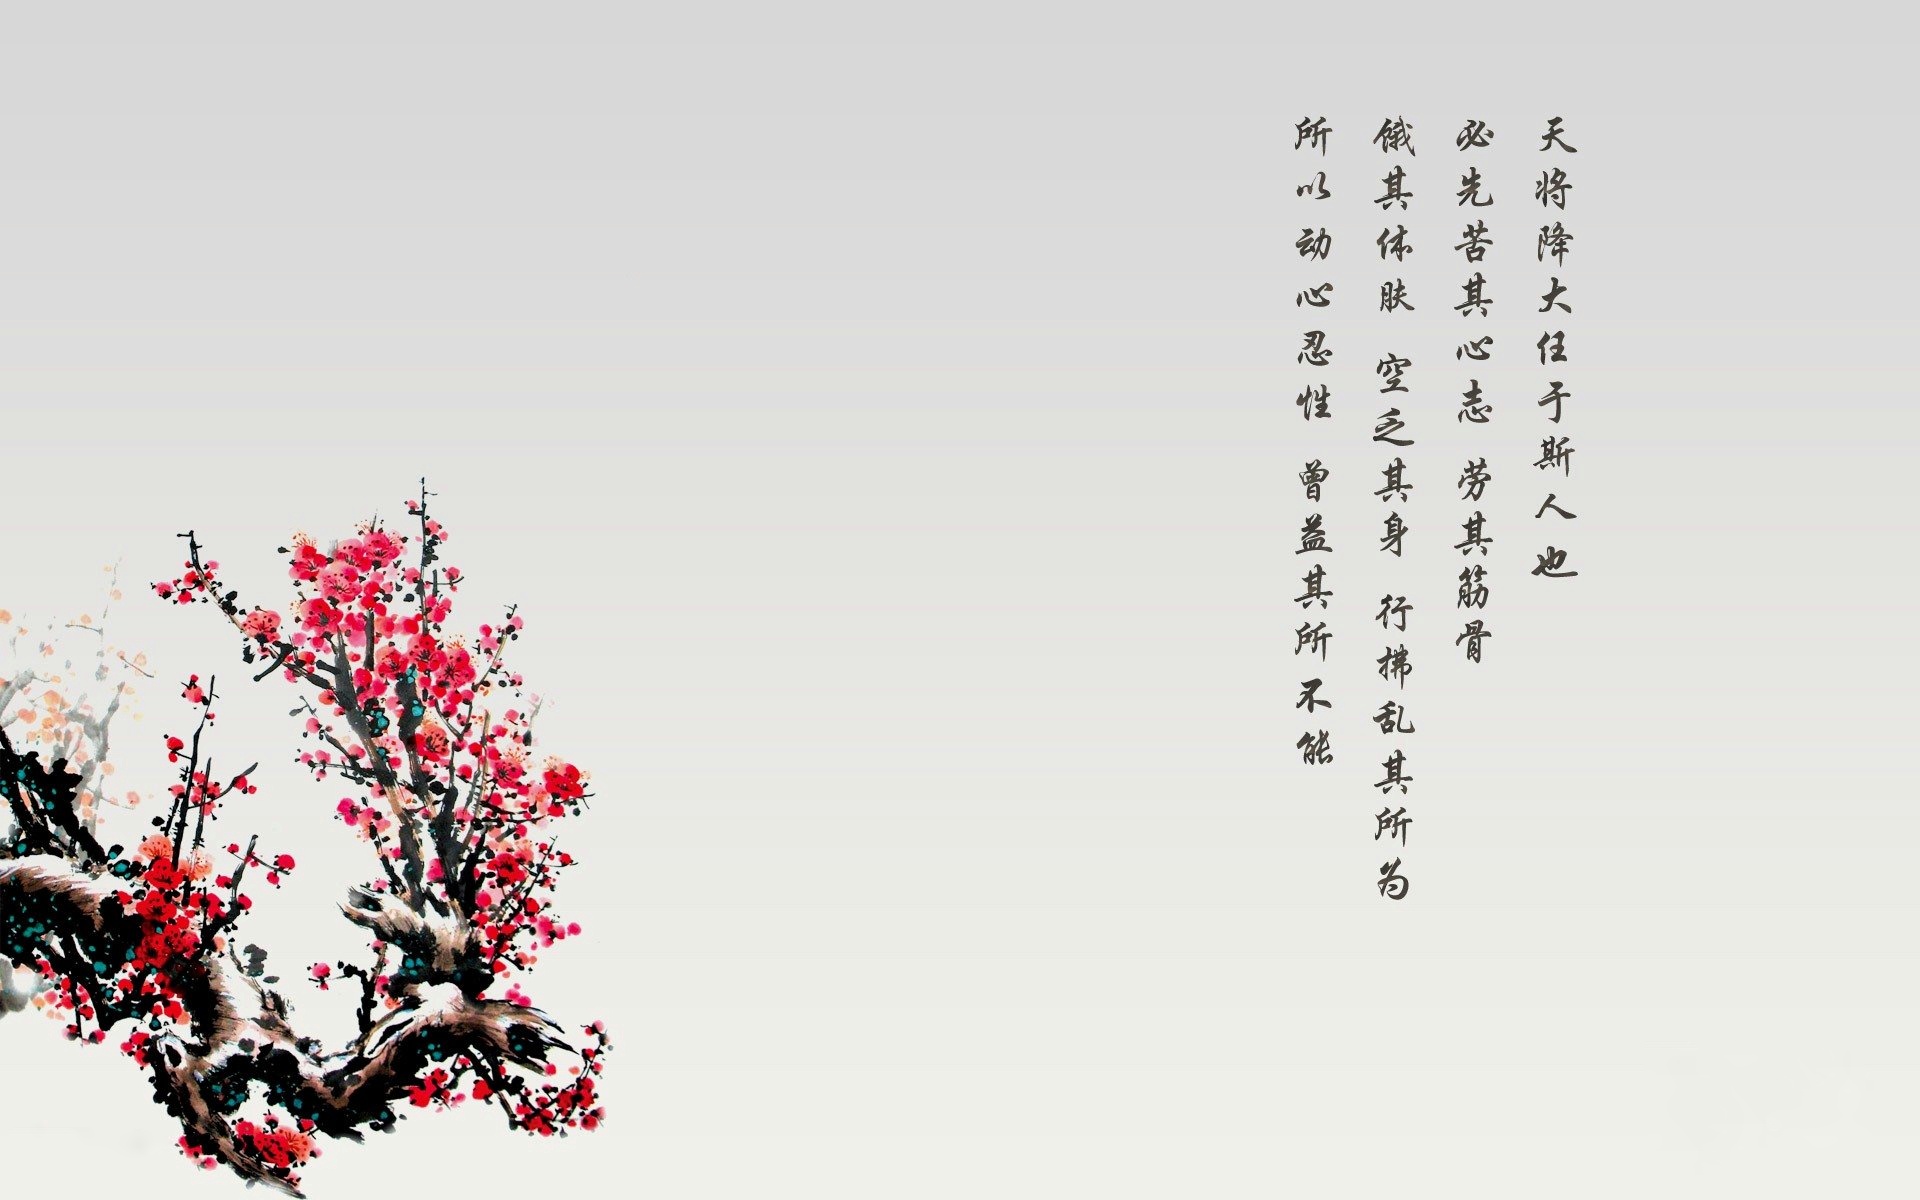 天将降大任于斯人也
必先苦其心志 劳其筋骨
饿其体肤 空乏其身 行拂乱其所为
所以动心忍性 曾益其所不能